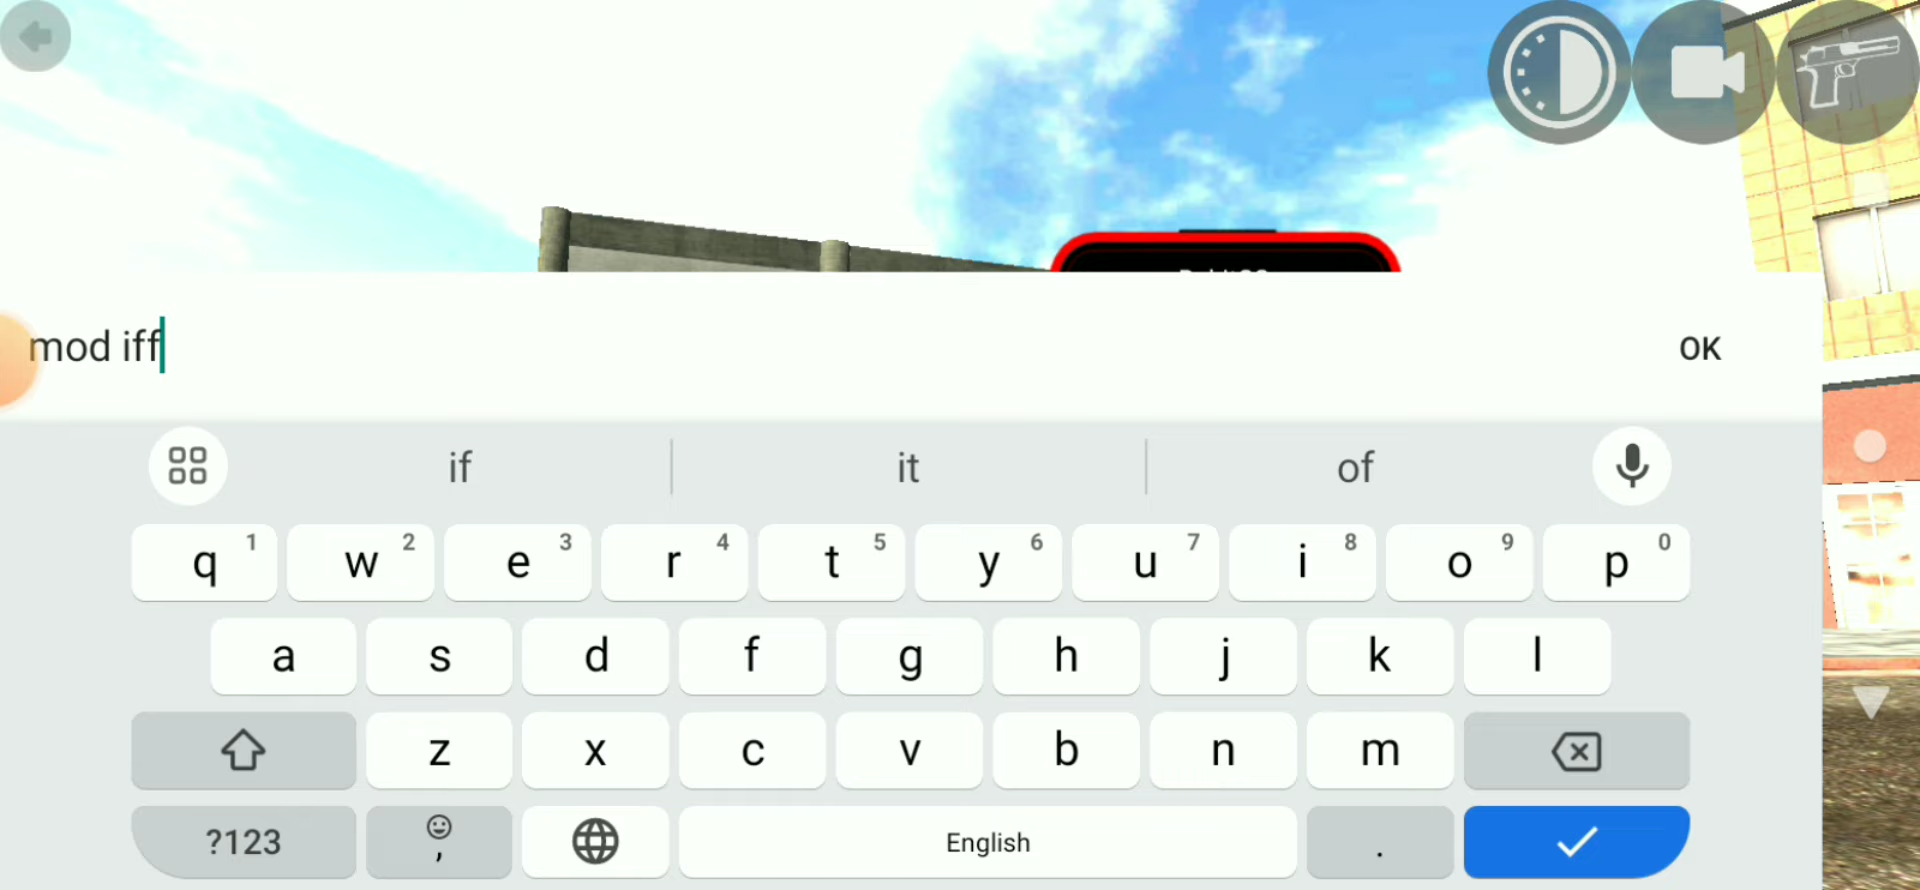 mod iff
OK
if it of
q 1 w 2 e 3 r 4 t 5 y 6 u 7 i 8 o 9 p 0
a s d f g h j k l
z x c v b n m
?123 , English .